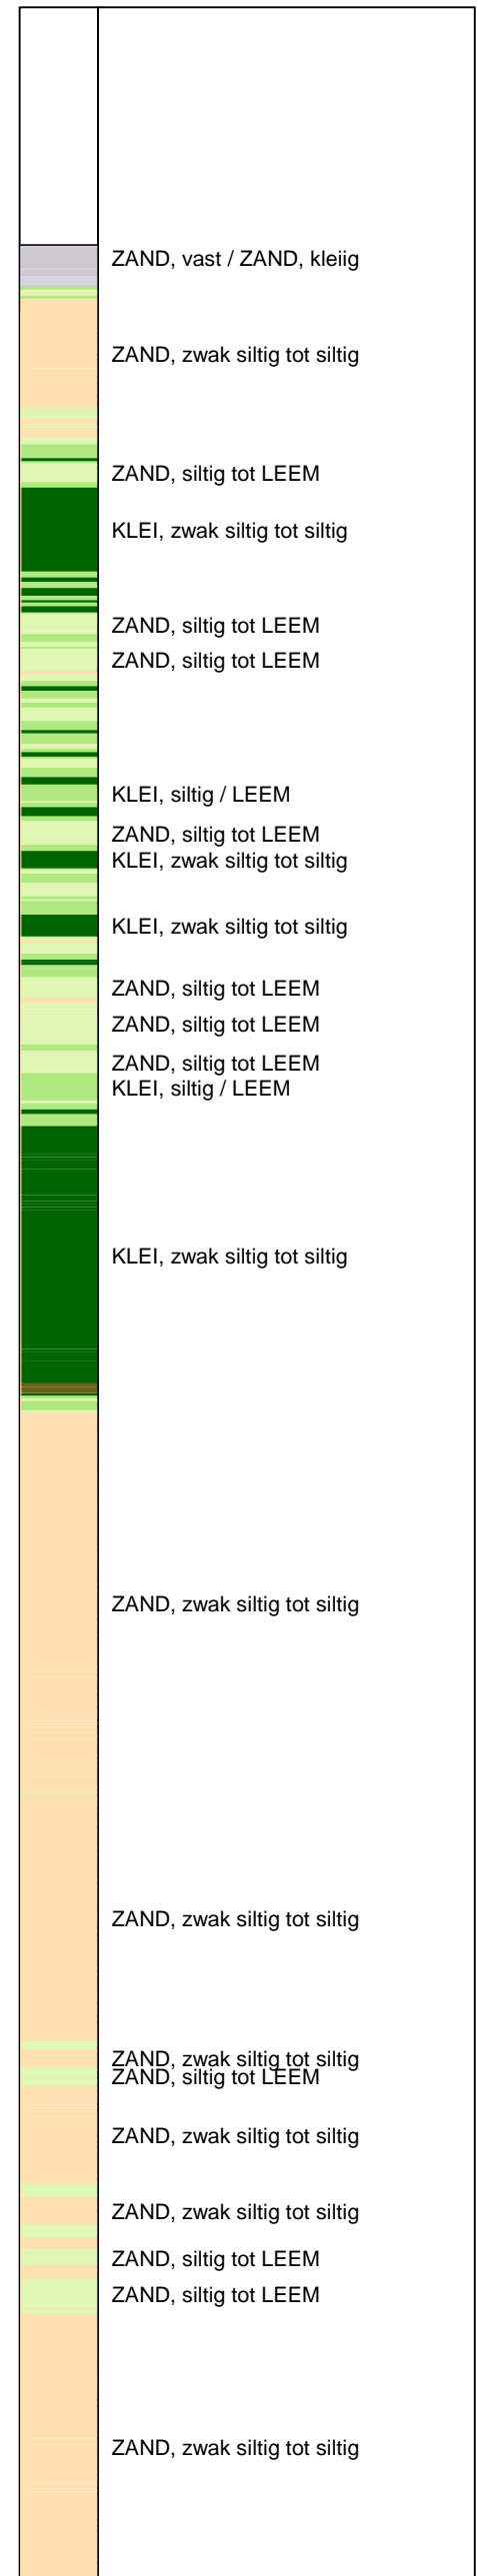 ZAND, vast / ZAND, kleiig
ZAND, zwak siltig tot siltig
ZAND, siltig tot LEEM
KLEI, zwak siltig tot siltig
ZAND, siltig tot LEEM
ZAND, siltig tot LEEM
KLEI, siltig / LEEM
ZAND, siltig tot LEEM
KLEI, zwak siltig tot siltig
KLEI, zwak siltig tot siltig
ZAND, siltig tot LEEM
ZAND, siltig tot LEEM
ZAND, siltig tot LEEM
KLEI, siltig / LEEM
KLEI, zwak siltig tot siltig
ZAND, zwak siltig tot siltig
ZAND, zwak siltig tot siltig
ZAND, zwak siltig tot siltig
ZAND, siltig tot LEEM
ZAND, zwak siltig tot siltig
ZAND, zwak siltig tot siltig
ZAND, siltig tot LEEM
ZAND, siltig tot LEEM
ZAND, zwak siltig tot siltig